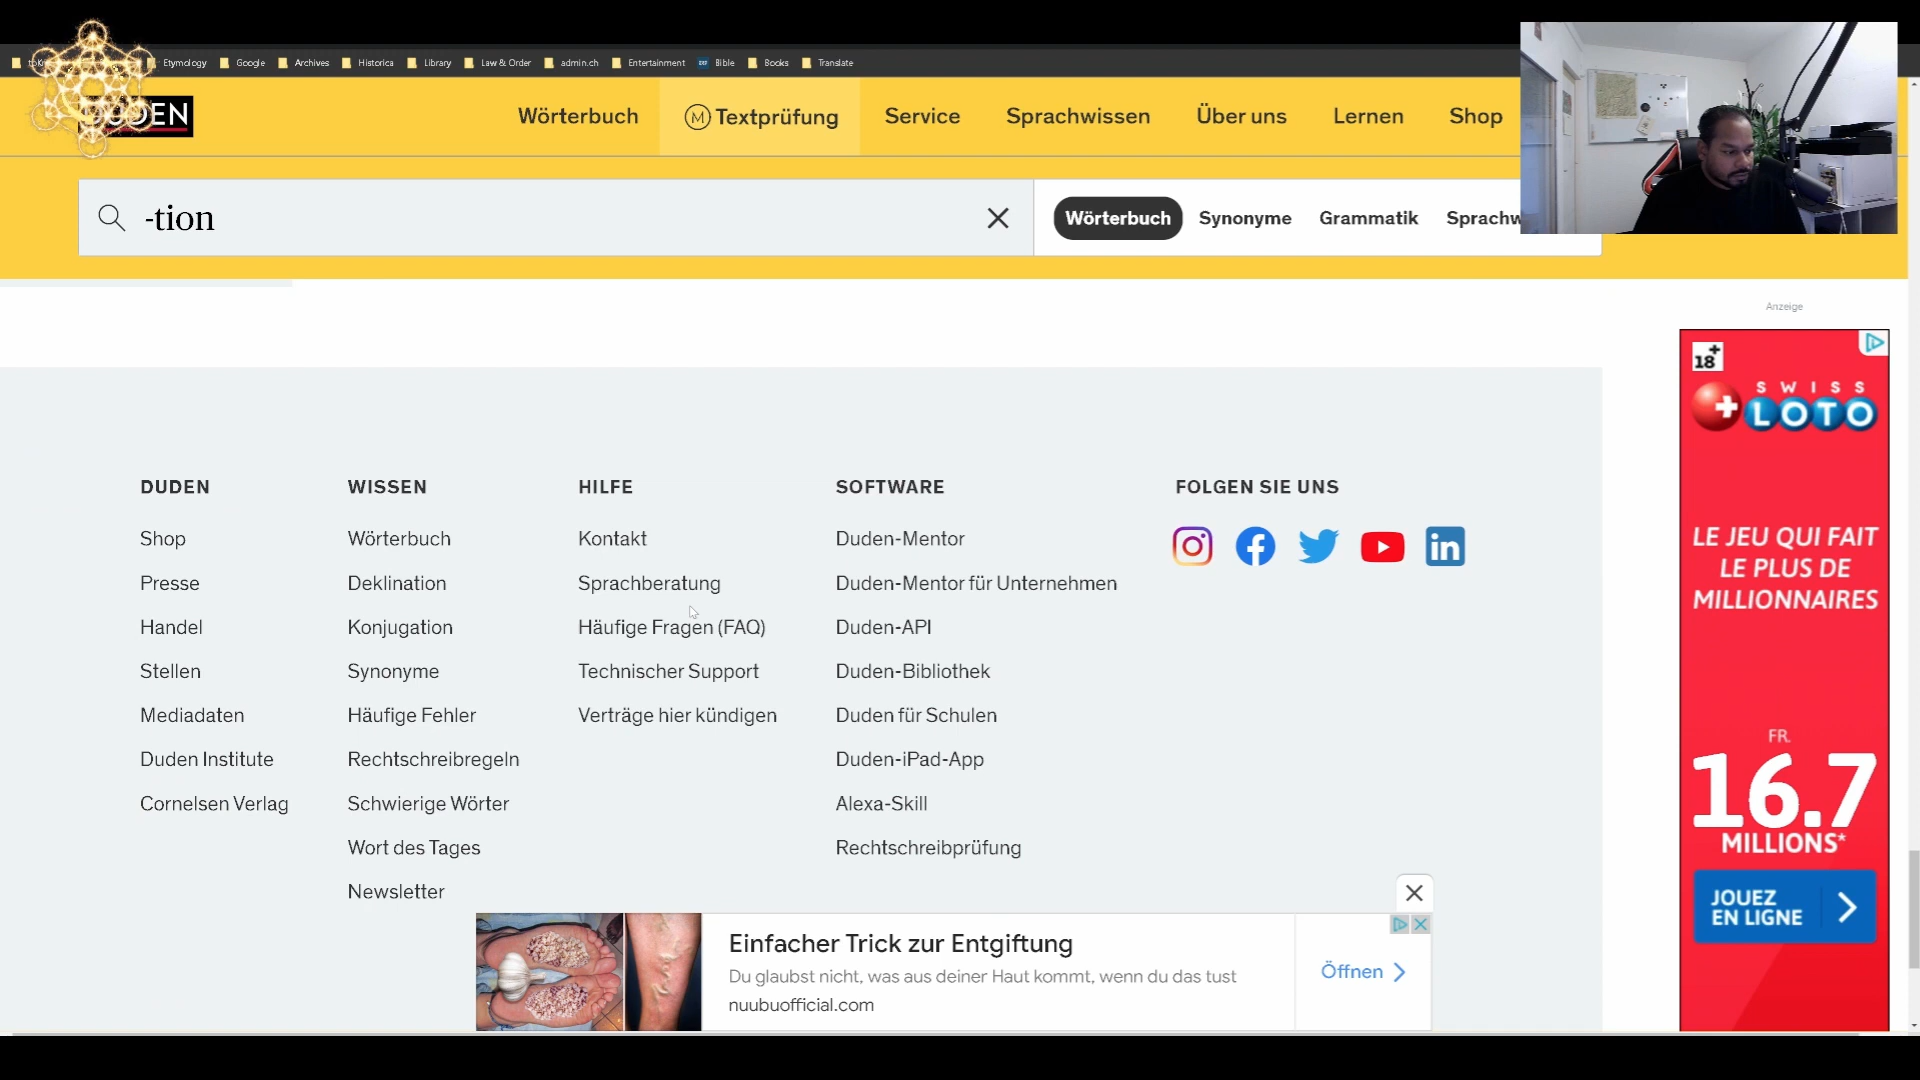 Etymology Google Archives Historica Library Law & Order admin.ch Entertainment Bible Books Translate
Wörterbuch Textprüfung Service Sprachwissen Über uns Lernen Shop
-tion
Wörterbuch Synonyme Grammatik
Anzeige
18+
SWISS
LOTO
LE JEU QUI FAIT
LE PLUS DE
MILLIONNAIRES
FR.
16.7
MILLIONS*
JOUEZ
EN LIGNE
DUDEN
Shop
Presse
Handel
Stellen
Mediadaten
Duden Institute
Cornelsen Verlag
WISSEN
Wörterbuch
Deklination
Konjugation
Synonyme
Häufige Fehler
Rechtschreibregeln
Schwierige Wörter
Wort des Tages
Newsletter
HILFE
Kontakt
Sprachberatung
Häufige Fragen (FAQ)
Technischer Support
Verträge hier kündigen
SOFTWARE
Duden-Mentor
Duden-Mentor für Unternehmen
Duden-API
Duden-Bibliothek
Duden für Schulen
Duden-iPad-App
Alexa-Skill
Rechtschreibprüfung
FOLGEN SIE UNS
Einfacher Trick zur Entgiftung
Du glaubst nicht, was aus deiner Haut kommt, wenn du das tust
nuubuofficial.com
Öffnen